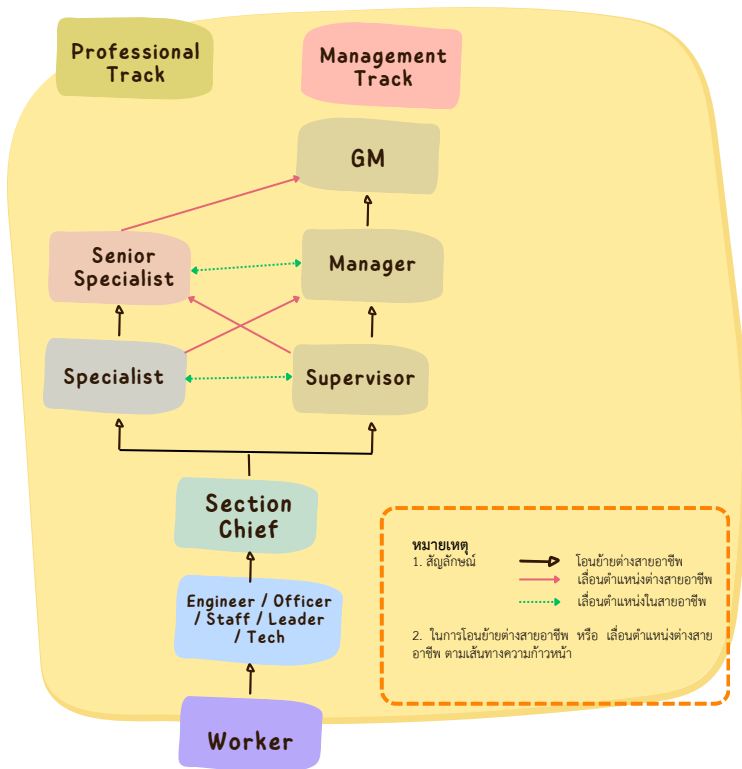 Professional
Track
Management
Track
GM
Senior
Specialist
Manager
Specialist
Supervisor
Section
Chief
Engineer / Officer
/ Staff / Leader
/ Tech
Worker
หมายเหตุ
1. สัญลักษณ์
โอนย้ายต่างสายอาชีพ
เลื่อนตำแหน่งต่างสายอาชีพ
เลื่อนตำแหน่งในสายอาชีพ
2. ในการโอนย้ายต่างสายอาชีพ หรือ เลื่อนตำแหน่งต่างสาย
อาชีพ ตามเส้นทางความก้าวหน้า